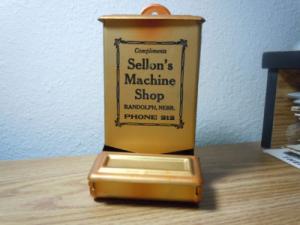 Compliments
Sellon's
Machine
Shop
RANDOLPH, NEBR.
PHONE 212